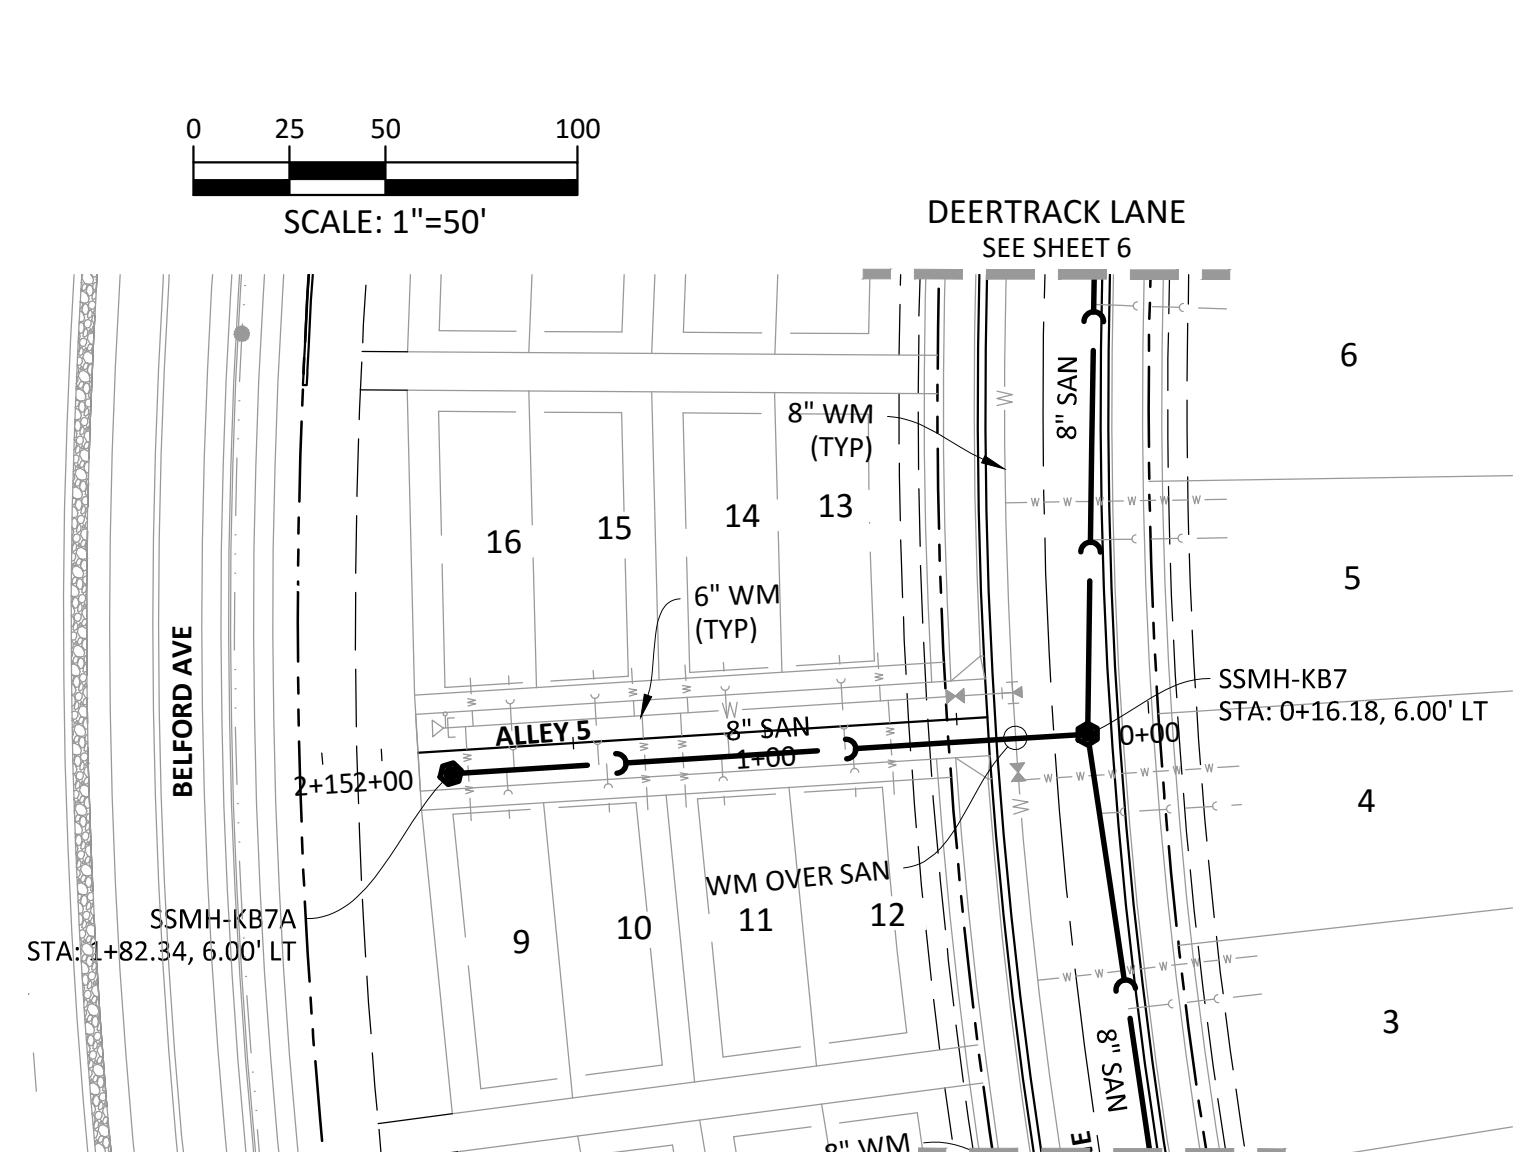 0 25 50 100
SCALE: 1"=50'
DEERTRACK LANE
SEE SHEET 6
6
8" SAN
W
8" WM
(TYP)
13
14
15
16
W W W W W
5
6" WM
(TYP)
BELFORD AVE
SSMH-KB7
STA: 0+16.18, 6.00' LT
W
ALLEY 5
8" SAN
1+00
0+00
2+15
2+00
W W W W W
W
4
WM OVER SAN
SSMH-KB7A
STA: 1+82.34, 6.00' LT
9
10
11
12
W W W W W
3
8" SAN
8" WM